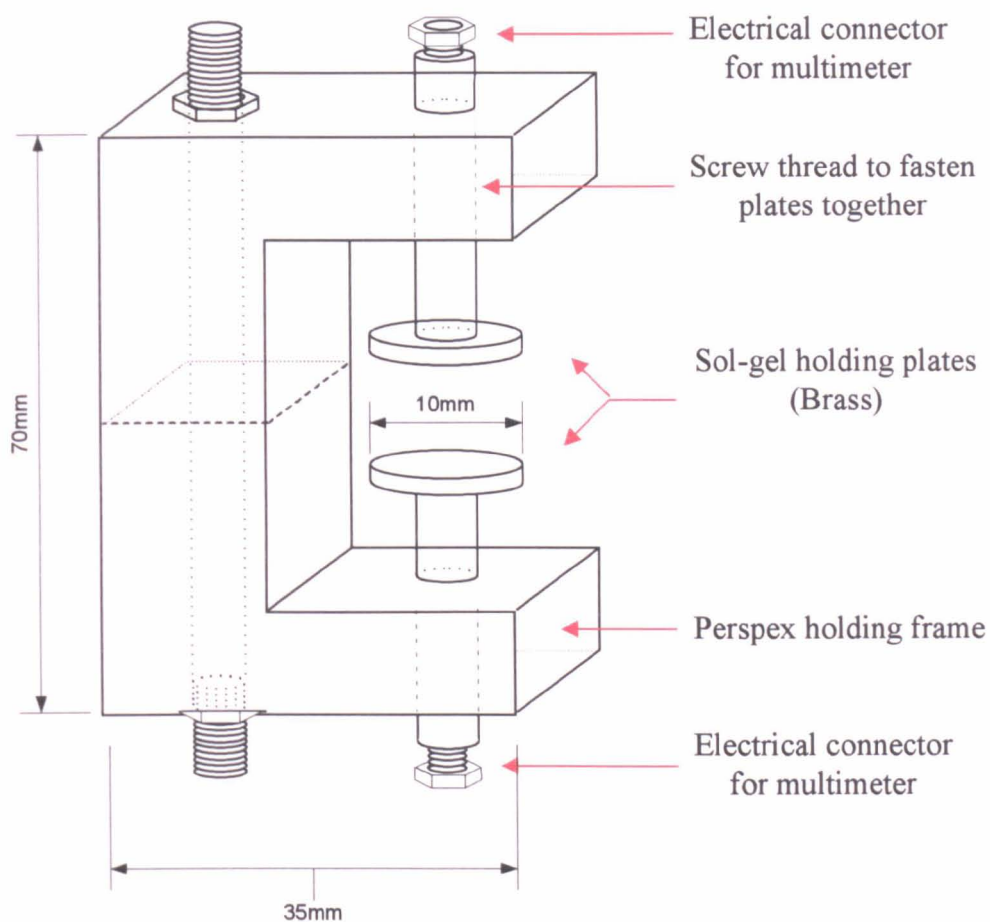 Electrical connector
for multimeter
Screw thread to fasten
plates together
Sol-gel holding plates
(Brass)
10mm
70mm
Perspex holding frame
Electrical connector
for multimeter
35mm